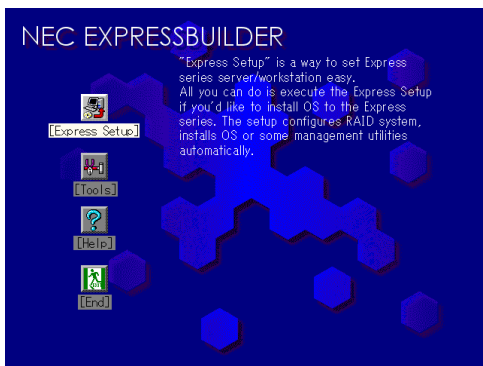 NEC EXPRESSBUILDER
"Express Setup" is a way to set Express
series server/workstation easy.
All you can do is execute the Express Setup
if you'd like to install OS to the Express
series. The setup configures RAID system,
installs OS or some management utilities
automatically.
[Express Setup]
[Tools]
[Help]
[End]